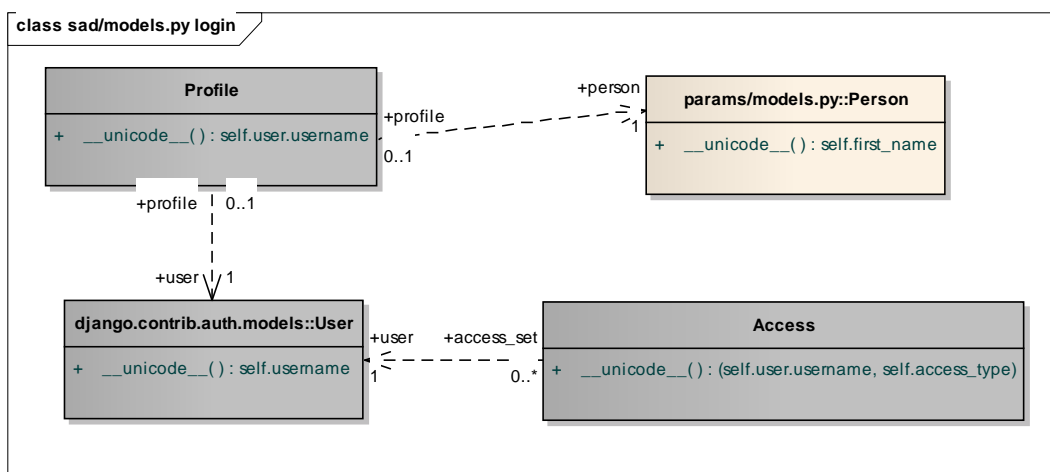 class sad/models.py login
Profile
+ __unicode__() : self.user.username
+profile
0..1
+person
1
params/models.py::Person
+ __unicode__() : self.first_name
+profile 0..1
+user 1
django.contrib.auth.models::User
+ __unicode__() : self.username
+user
1
+access_set
0..*
Access
+ __unicode__() : (self.user.username, self.access_type)